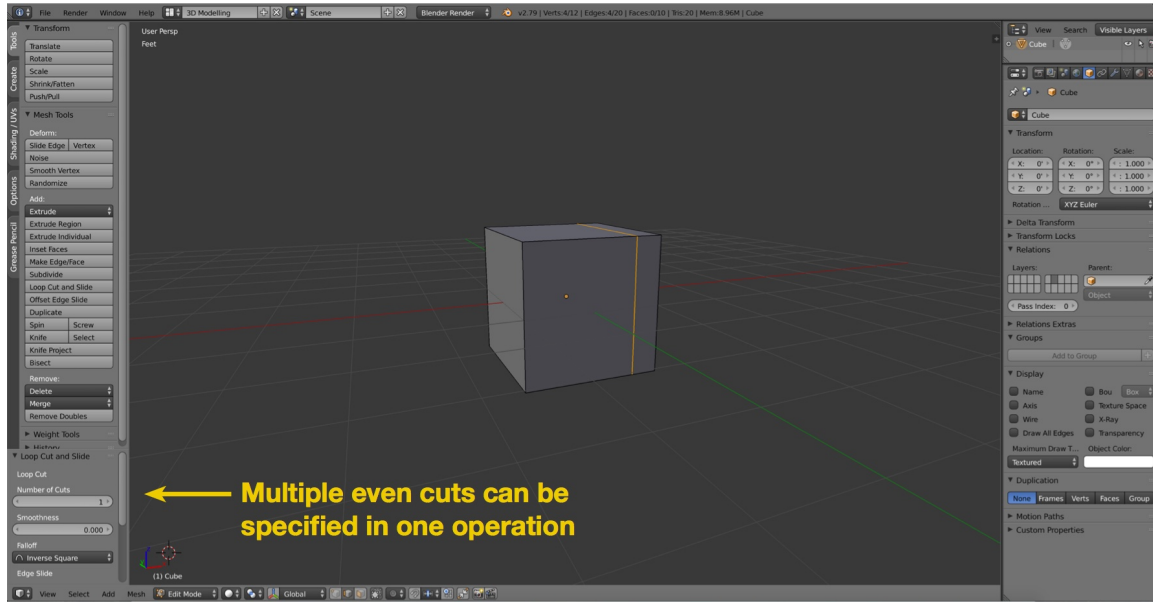 File Render Window Help 3D Modelling Scene Blender Render v2.79 | Verts:4/12 | Edges:4/20 | Faces:0/10 | Tris:20 | Mem:8.96M | Cube
Tools
Create
Shading / UVs
Options
Grease Pencil
Transform
Translate
Rotate
Scale
Shrink/Fatten
Push/Pull
Mesh Tools
Deform:
Slide Edge Vertex
Noise
Smooth Vertex
Randomize
Add:
Extrude
Extrude Region
Extrude Individual
Inset Faces
Make Edge/Face
Subdivide
Loop Cut and Slide
Offset Edge Slide
Duplicate
Spin Screw
Knife Select
Knife Project
Bisect
Remove:
Delete
Merge
Remove Doubles
Weight Tools
History
Loop Cut and Slide
Loop Cut
Number of Cuts
1
Smoothness
0.000
Falloff
Inverse Square
Edge Slide
User Persp
Feet
Multiple even cuts can be
specified in one operation
(1) Cube
View Select Add Mesh Edit Mode Global
View Search Visible Layers
Cube
Cube
Cube
Transform
Location: Rotation: Scale:
X: 0' X: 0° : 1.000
Y: 0' Y: 0° : 1.000
Z: 0' Z: 0° : 1.000
Rotation ... XYZ Euler
Delta Transform
Transform Locks
Relations
Layers: Parent:
Object
Pass Index: 0
Relations Extras
Groups
Add to Group
Display
Name Bou Box
Axis Texture Space
Wire X-Ray
Draw All Edges Transparency
Maximum Draw T... Object Color:
Textured
Duplication
None Frames Verts Faces Group
Motion Paths
Custom Properties